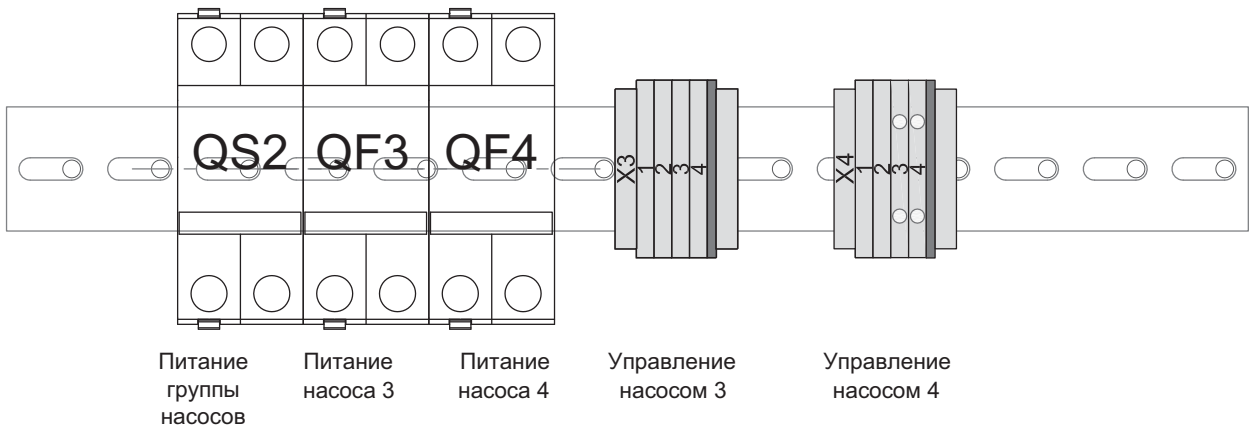 QS2 QF3 QF4
X3 1 2 3 4
X4 1 2 3 4
Питание
группы
насосов
Питание
насоса 3
Питание
насоса 4
Управление
насосом 3
Управление
насосом 4